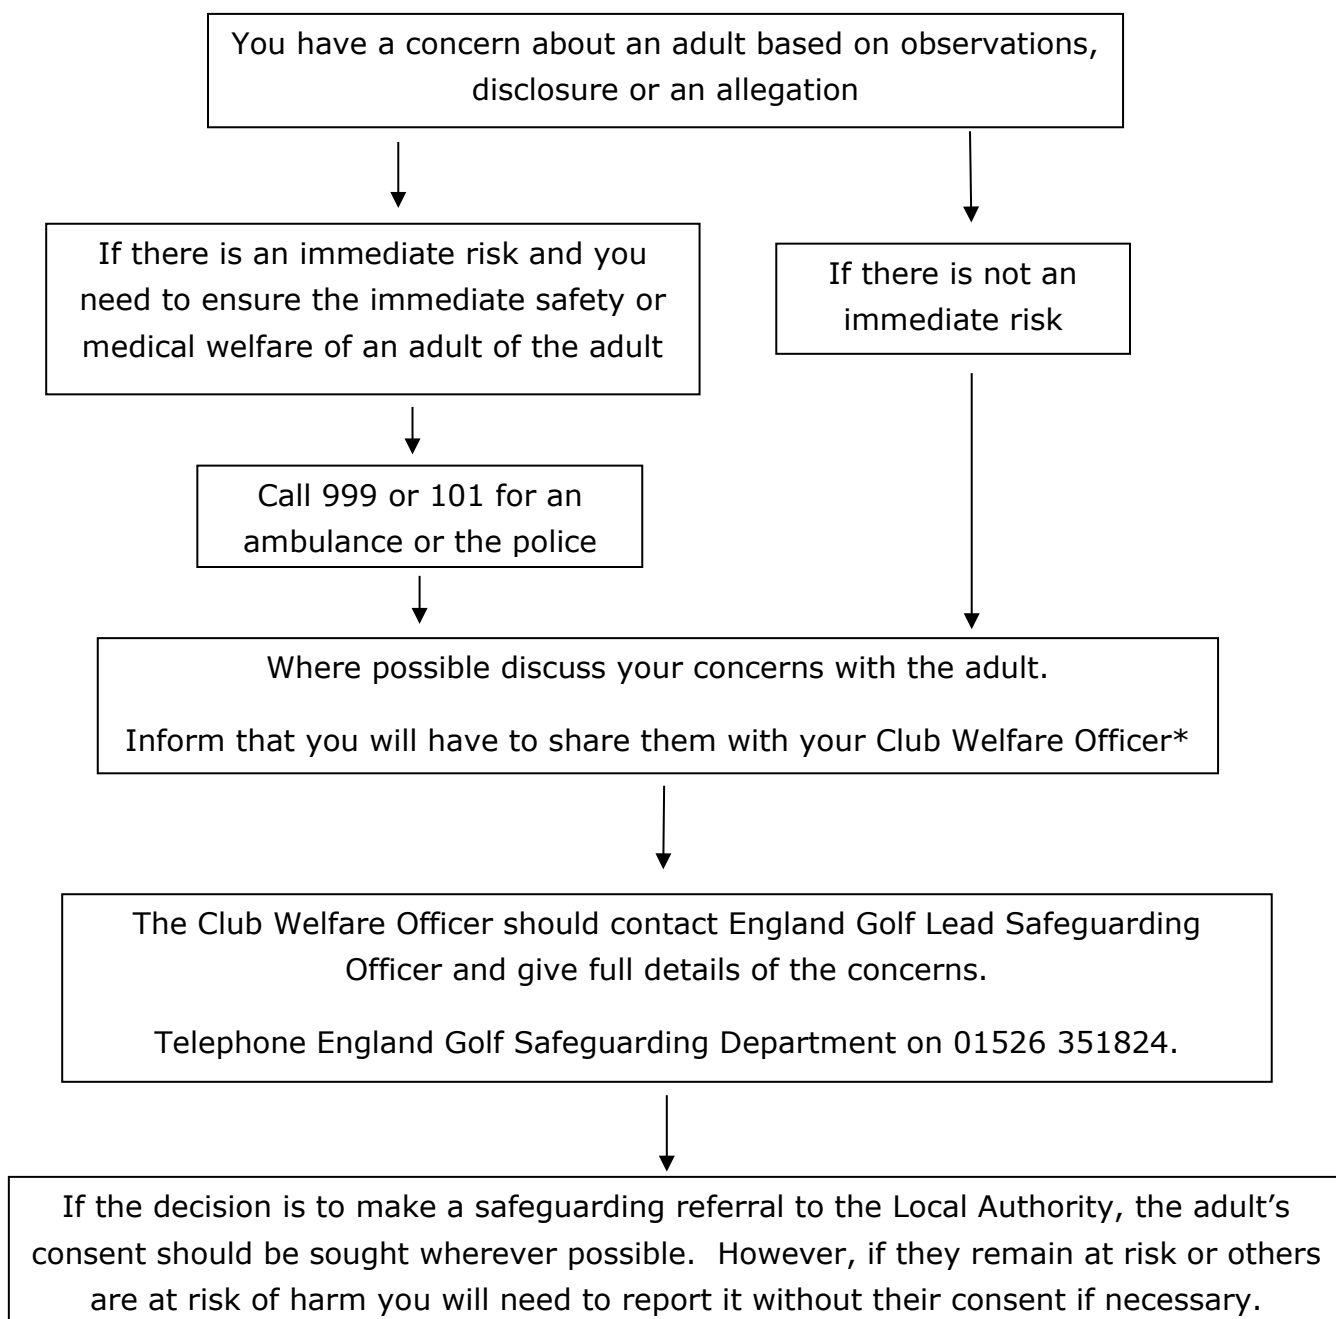 You have a concern about an adult based on observations,
disclosure or an allegation
If there is an immediate risk and you
need to ensure the immediate safety or
medical welfare of an adult of the adult
If there is not an
immediate risk
Call 999 or 101 for an
ambulance or the police
Where possible discuss your concerns with the adult.
Inform that you will have to share them with your Club Welfare Officer*
The Club Welfare Officer should contact England Golf Lead Safeguarding
Officer and give full details of the concerns.
Telephone England Golf Safeguarding Department on 01526 351824.
If the decision is to make a safeguarding referral to the Local Authority, the adult’s
consent should be sought wherever possible.  However, if they remain at risk or others
are at risk of harm you will need to report it without their consent if necessary.